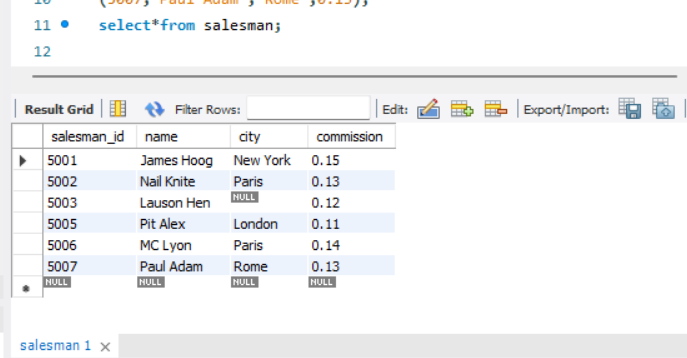 10 (5007, 'Paul Adam', 'Rome',0.13);
11 select*from salesman;
12
Result Grid Filter Rows: Edit: Export/Import:
salesman_id name city commission
5001 James Hoog New York 0.15
5002 Nail Knite Paris 0.13
5003 Lauson Hen NULL 0.12
5005 Pit Alex London 0.11
5006 MC Lyon Paris 0.14
5007 Paul Adam Rome 0.13
NULL NULL NULL NULL
salesman 1